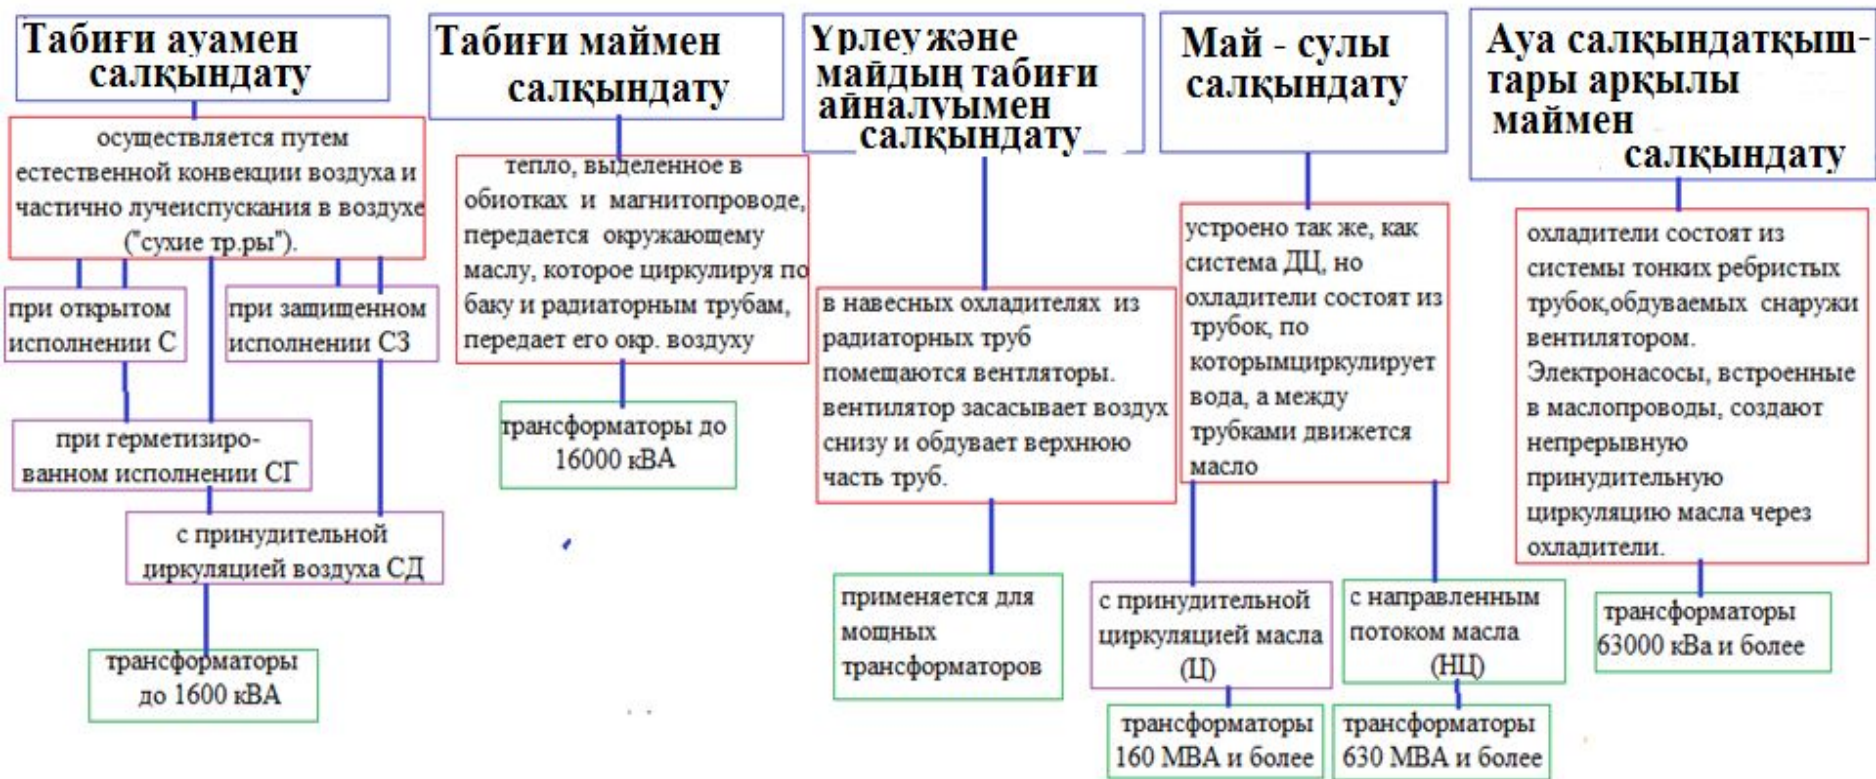 Табиғи ауамен
салқындату
осуществляется путем
естественной конвекции воздуха и
частично лучеиспускания в воздухе
("сухие тр.ры").
при открытом
исполнении С
при защищенном
исполнении СЗ
при герметизиро-
ванном исполнении СГ
с принудительной
циркуляцией воздуха СД
трансформаторы
до 1600 кВА
Табиғи маймен
салқындату
тепло, выделенное в
обиотках и магнитопроводе,
передается окружающему
маслу, которое циркулируя по
баку и радиаторным трубам,
передает его окр. воздуху
трансформаторы до
16000 кВА
Үрлеу және
майдың табиғи
айналуымен
салқындату
в навесных охладителях из
радиаторных труб
помещаются вентляторы.
вентилятор засасывает воздух
снизу и обдувает верхнюю
часть труб.
применяется для
мощных
трансформаторов
Май - сулы
салқындату
устроено так же, как
система ДЦ, но
охладители состоят из
трубок, по
которымциркулирует
вода, а между
трубками движется
масло
с принудительной
циркуляцией масла
(Ц)
трансформаторы
160 МВА и более
с направленным
потоком масла
(НЦ)
трансформаторы
630 МВА и более
Ауа салқындатқыш-
тары арқылы
маймен
салқындату
охладители состоят из
системы тонких ребристых
трубок,обдуваемых снаружи
вентилятором.
Электронасосы, встроенные
в маслопроводы, создают
непрерывную
принудительную
циркуляцию масла через
охладители.
трансформаторы
63000 кВа и более